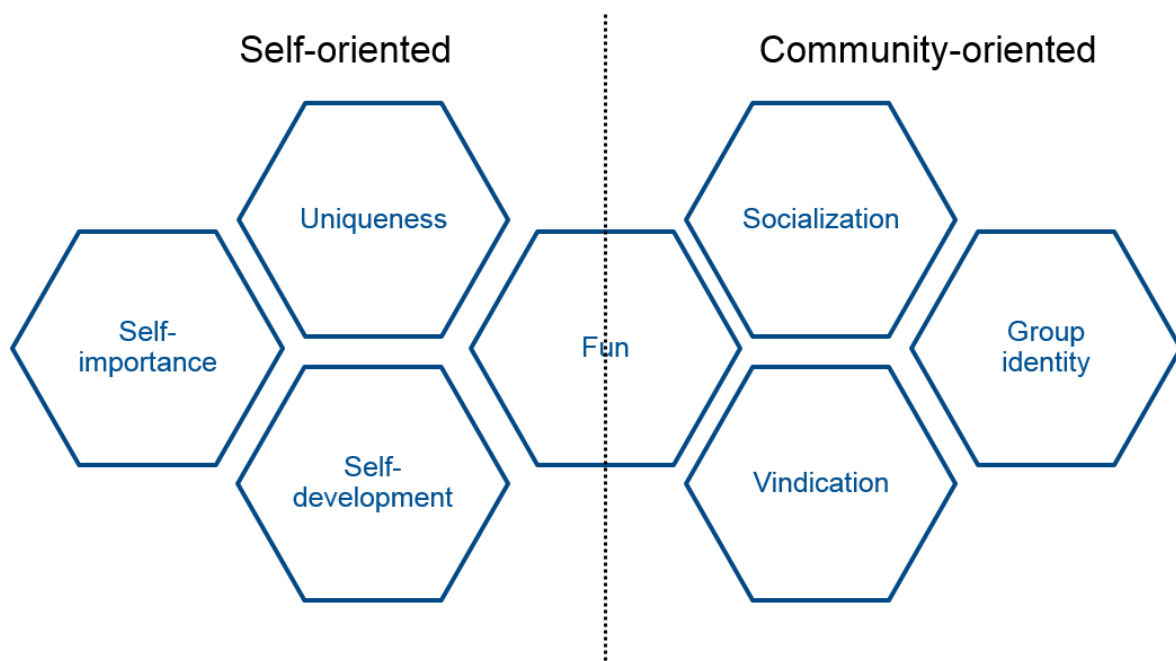 Self-oriented
Community-oriented
Uniqueness
Socialization
Self-
importance
Fun
Group
identity
Self-
development
Vindication